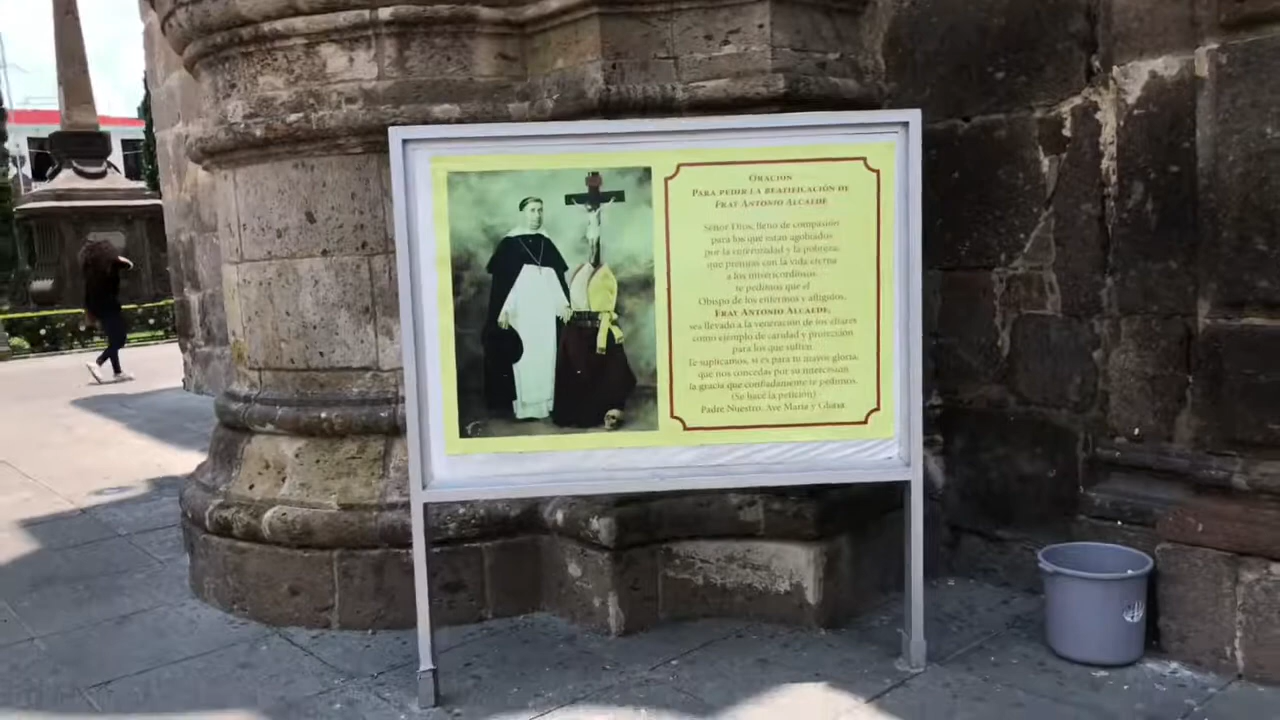 ORACION
PARA PEDIR LA BEATIFICACIÓN DE
FRAY ANTONIO ALCALDE
Señor Dios, lleno de compasión
para los que están agobiados
por la enfermedad y la pobreza,
que premias con la vida eterna
a los misericordiosos,
te pedimos que el
Obispo de los enfermos y afligidos,
FRAY ANTONIO ALCALDE,
sea llevado a la veneración de los altares
como ejemplo de caridad y protección
para los que sufren.
Te suplicamos, si es para tu mayor gloria,
que nos concedas por su intercesión
la gracia que confiadamente te pedimos.
(Se hace la petición)
Padre Nuestro, Ave María y Gloria.